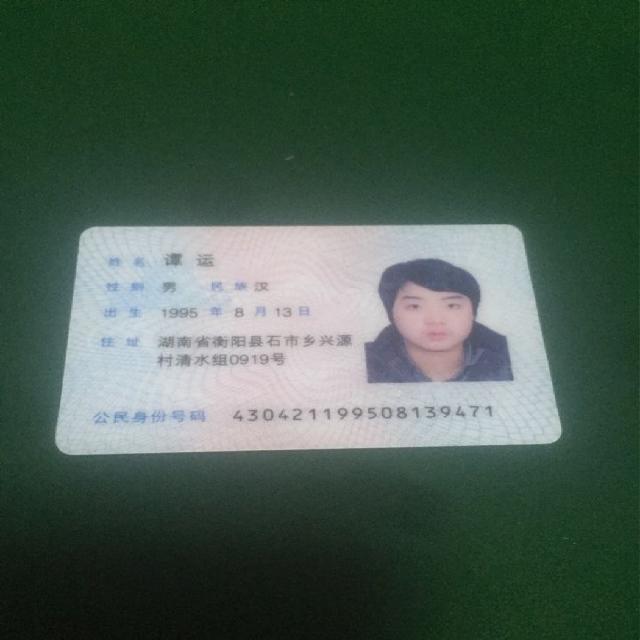 姓名 谭运
性别 男 民族 汉
出生 1995 年 8 月 13 日
住址 湖南省衡阳县石市乡兴源
村清水组0919号
公民身份号码 430421199508139471